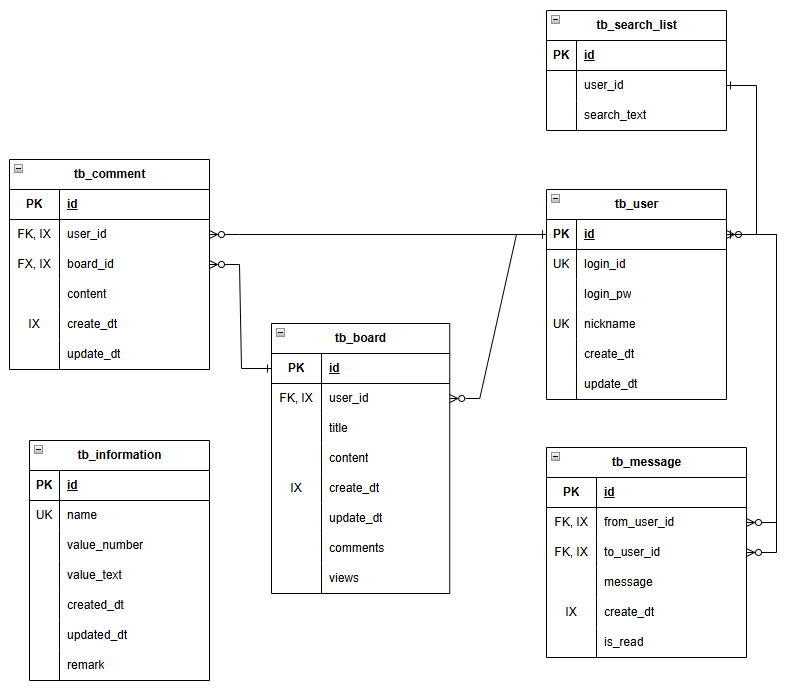 tb_search_list
PK id
user_id
search_text
tb_comment
PK id
FK, IX user_id
FX, IX board_id
content
IX create_dt
update_dt
tb_user
PK id
UK login_id
login_pw
UK nickname
create_dt
update_dt
tb_board
PK id
FK, IX user_id
title
content
IX create_dt
update_dt
comments
views
tb_information
PK id
UK name
value_number
value_text
created_dt
updated_dt
remark
tb_message
PK id
FK, IX from_user_id
FK, IX to_user_id
message
IX create_dt
is_read